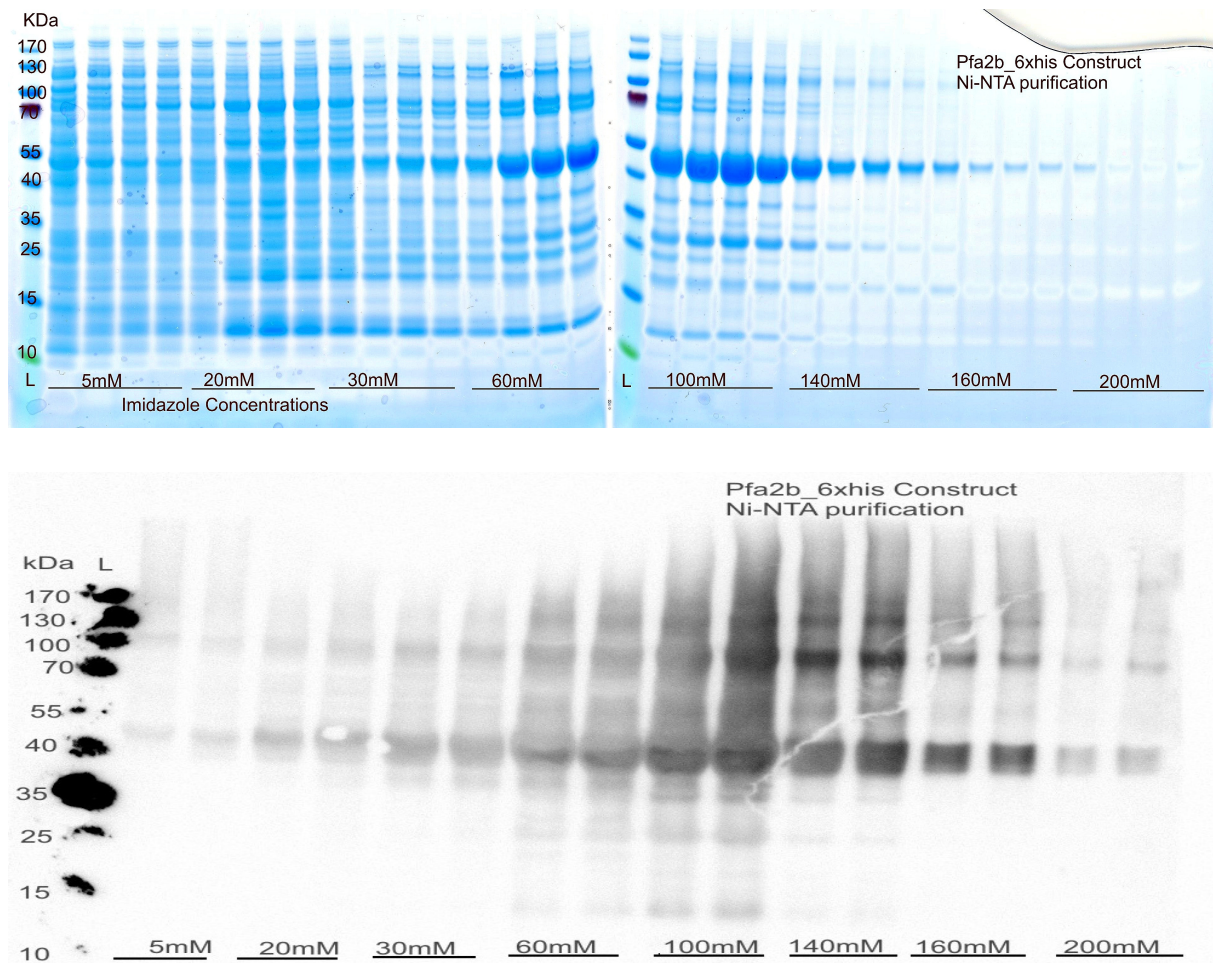 KDa
170
130
100
70
55
40
35
25
15
10
L 5mM 20mM 30mM 60mM
Imidazole Concentrations
Pfa2b_6xhis Construct
Ni-NTA purification
L 100mM 140mM 160mM 200mM
Pfa2b_6xhis Construct
Ni-NTA purification
kDa L
170
130
100
70
55
40
35
25
15
10
5mM 20mM 30mM 60mM 100mM 140mM 160mM 200mM